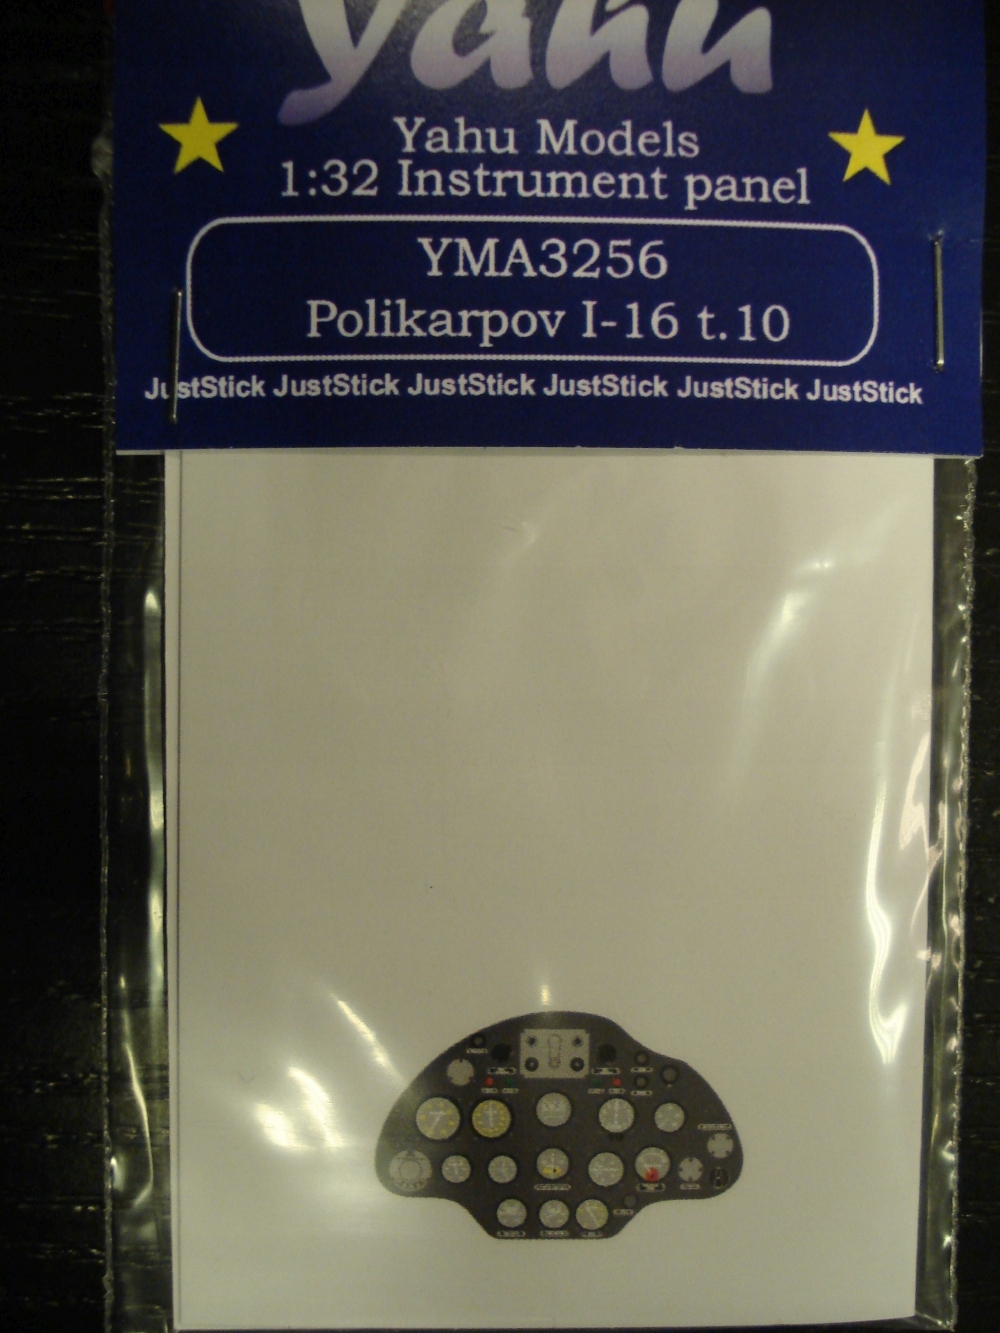 yahu
Yahu Models
1:32 Instrument panel
YMA3256
Polikarpov I-16 t.10
JustStick JustStick JustStick JustStick JustStick JustStick